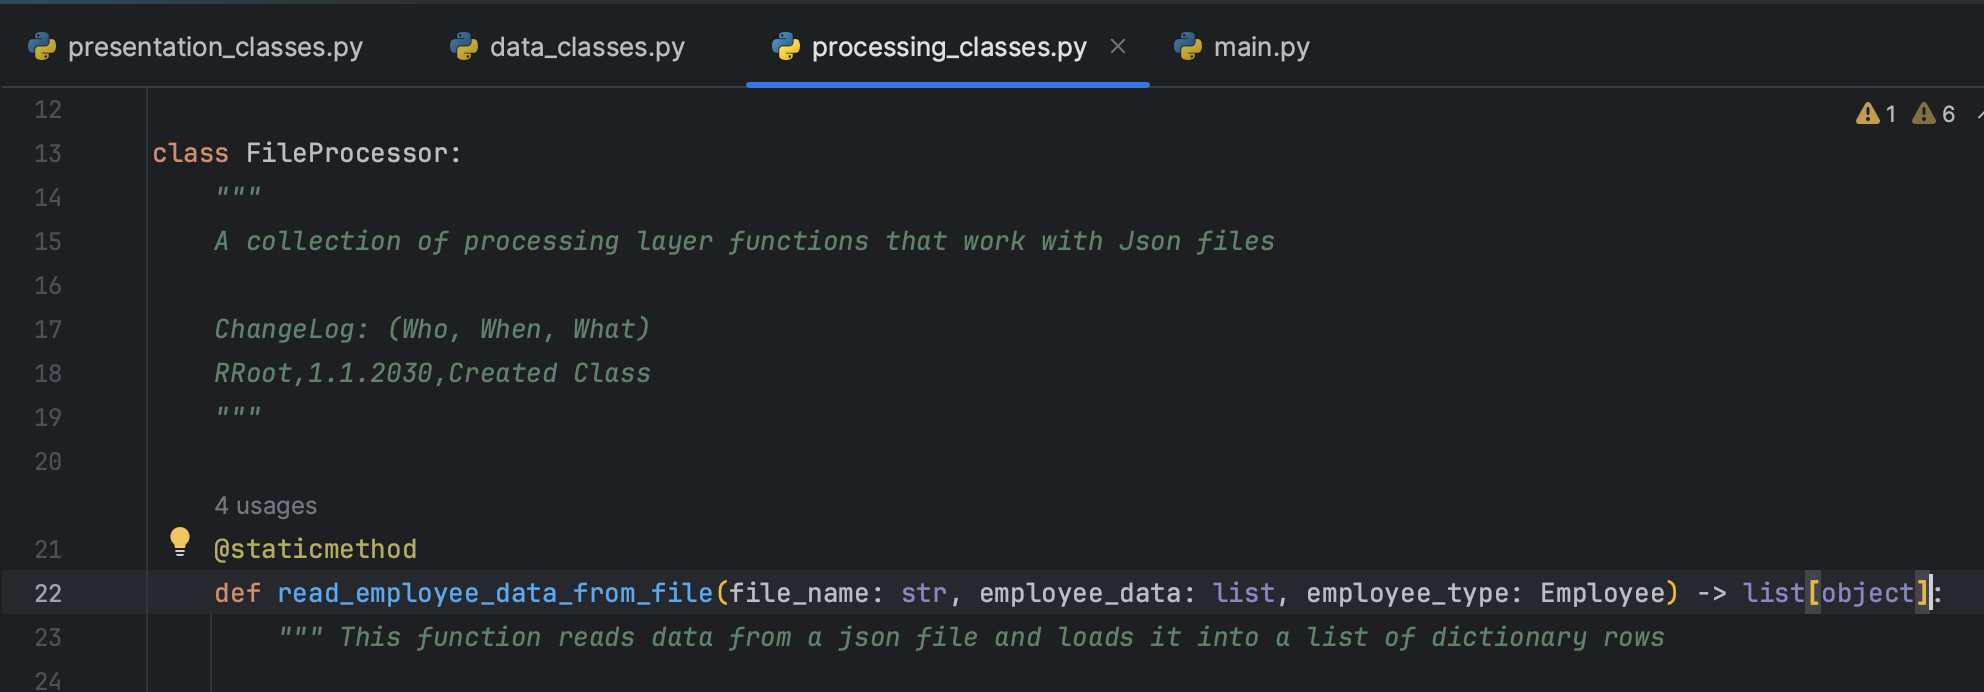 presentation_classes.py data_classes.py processing_classes.py main.py
12
1 6
13 class FileProcessor:
14 """
15 A collection of processing layer functions that work with Json files
16
17 ChangeLog: (Who, When, What)
18 RRoot,1.1.2030,Created Class
19 """
20
4 usages
21 @staticmethod
22 def read_employee_data_from_file(file_name: str, employee_data: list, employee_type: Employee) -> list[object]:
23 """ This function reads data from a json file and loads it into a list of dictionary rows
24